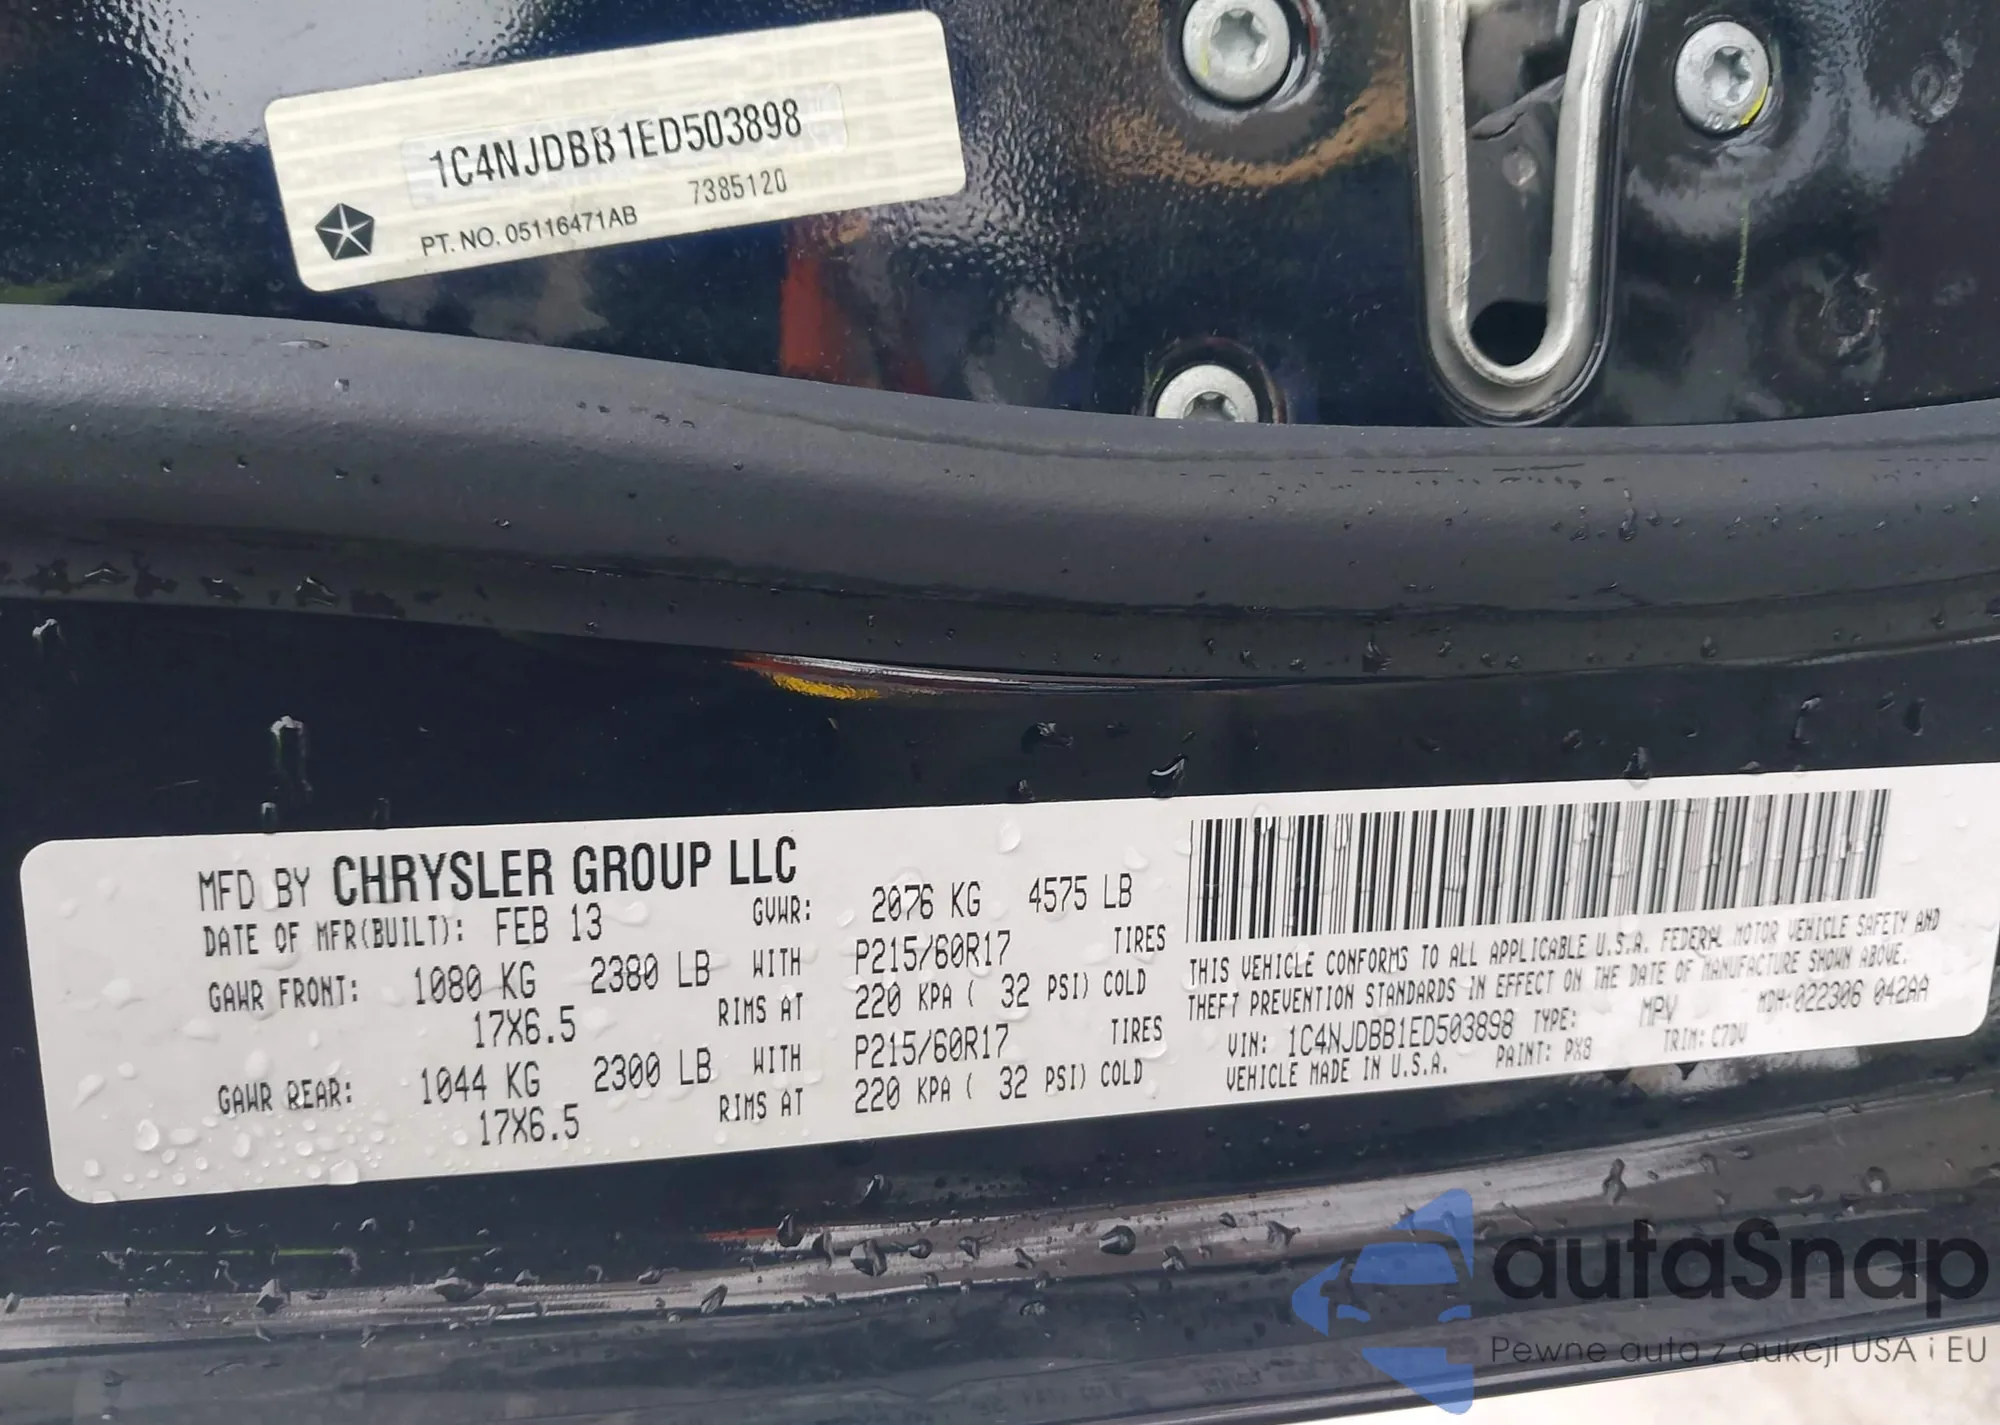 1C4NJDBB1ED503898
PT. NO. 05116471AB 7385120
MFD BY CHRYSLER GROUP LLC
DATE OF MFR(BUILT): FEB 13 GVWR: 2076 KG 4575 LB
GAWR FRONT: 1080 KG 2380 LB WITH P215/60R17 TIRES
17X6.5 RIMS AT 220 KPA ( 32 PSI) COLD
GAWR REAR: 1044 KG 2300 LB WITH P215/60R17 TIRES
17X6.5 RIMS AT 220 KPA ( 32 PSI) COLD
THIS VEHICLE CONFORMS TO ALL APPLICABLE U.S.A. FEDERAL MOTOR VEHICLE SAFETY AND
THEFT PREVENTION STANDARDS IN EFFECT ON THE DATE OF MANUFACTURE SHOWN ABOVE.
VIN: 1C4NJDBB1ED503898 TYPE: MPV MDH:022306 042AA
VEHICLE MADE IN U.S.A. PAINT: PX8 TRIM: C7DV
autaSnap
Pewne auta z aukcji USA i EU